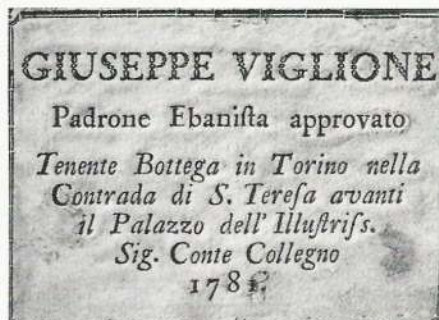 GIUSEPPE VIGLIONE
Padrone Ebaniſta approvato
Tenente Bottega in Torino nella
Contrada di S. Tereſa avanti
il Palazzo dell' Illuſtriſs.
Sig. Conte Collegno
1781.